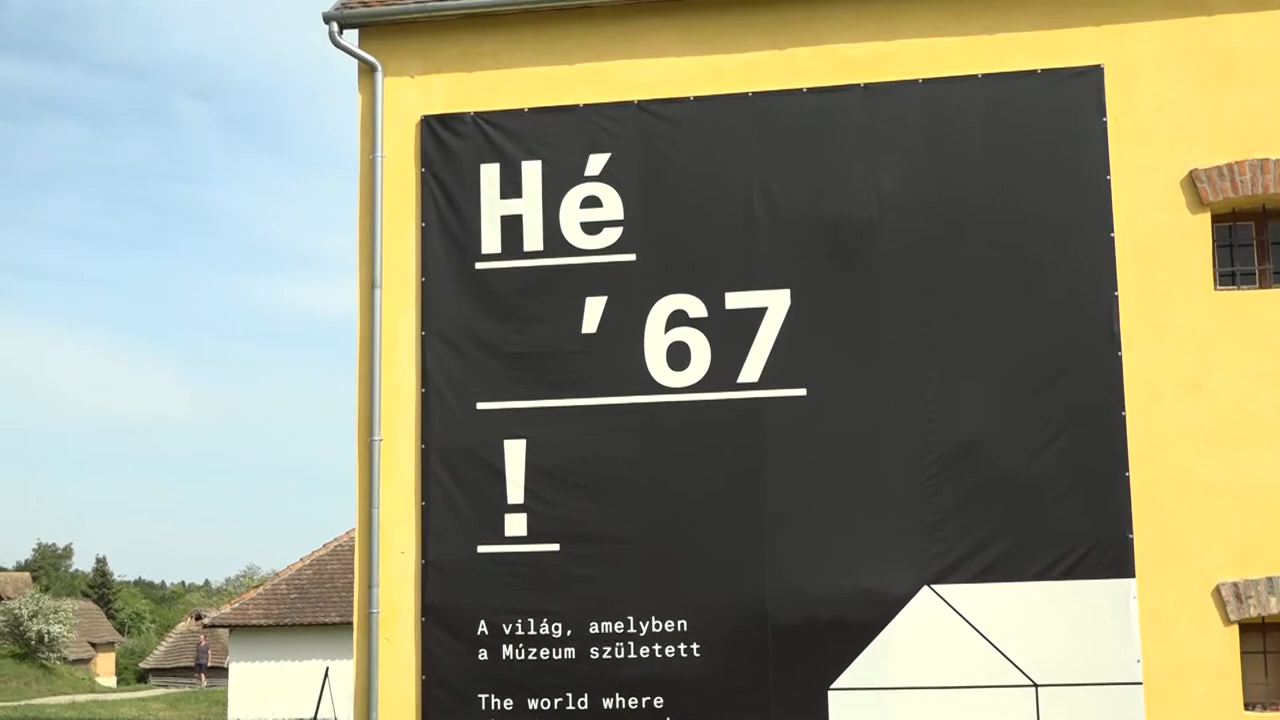 Hé
’67
!
A világ, amelyben
a Múzeum született
The world where